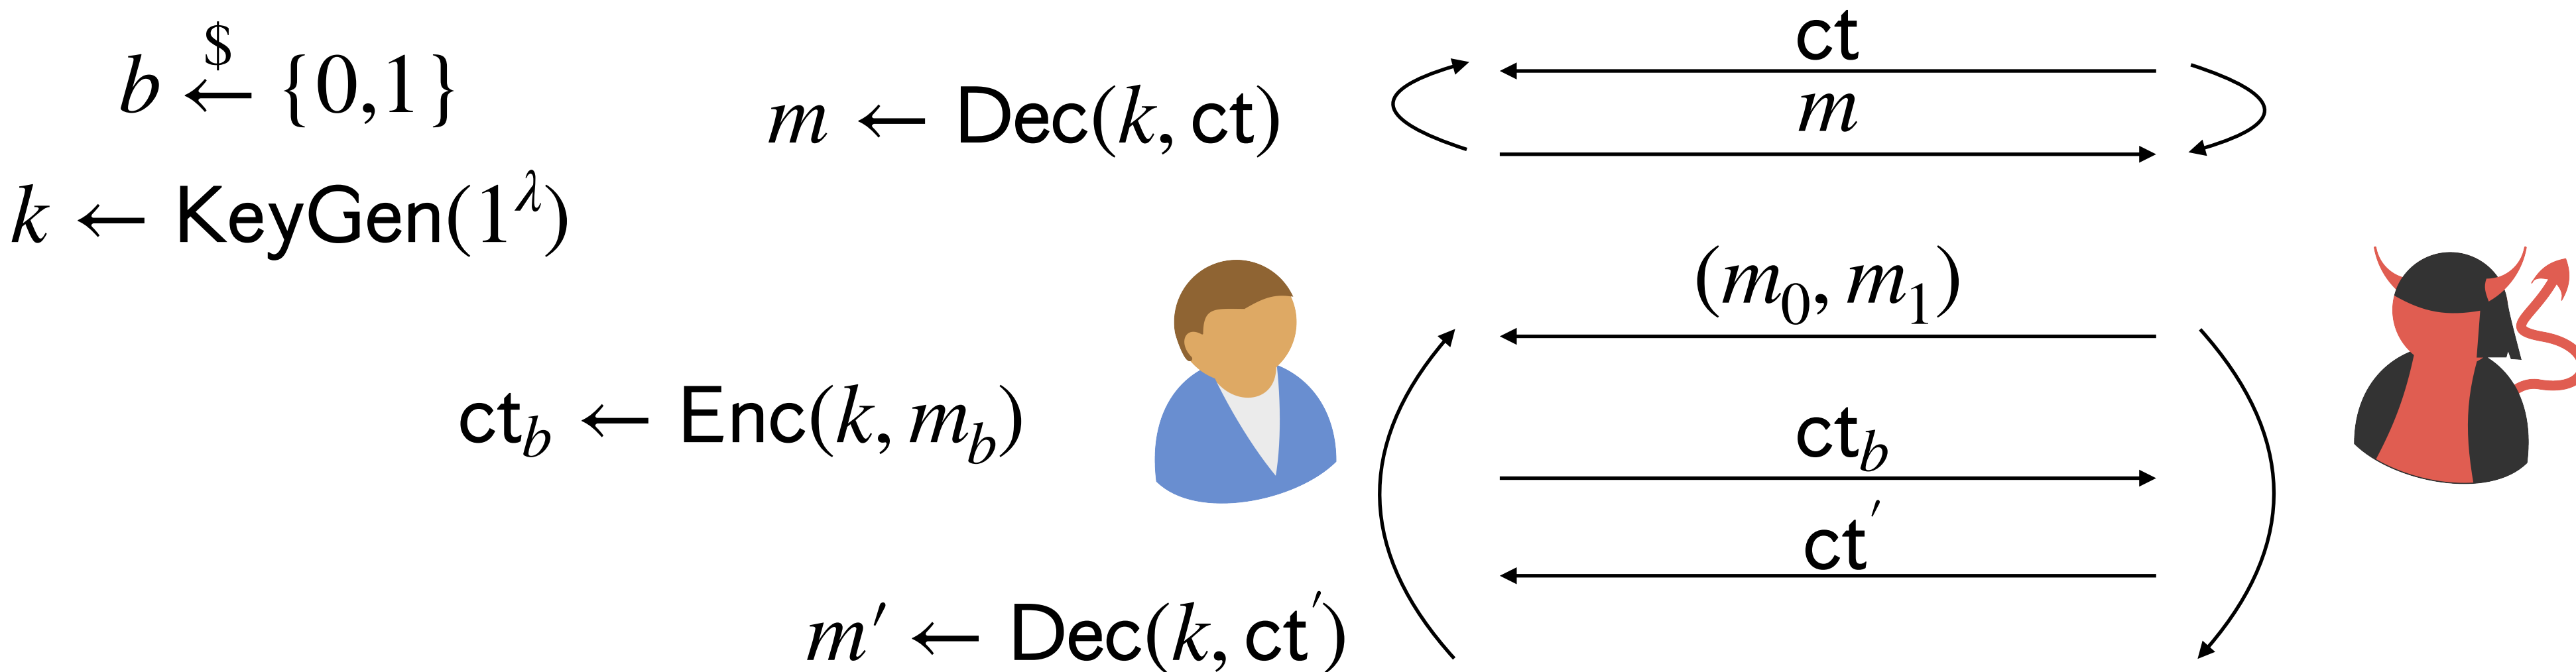 b ←$ {0,1}
k ← KeyGen(1^λ)
m ← Dec(k, ct)
ct
m
(m_0, m_1)
ct_b ← Enc(k, m_b)
ct_b
ct′
m′ ← Dec(k, ct′)